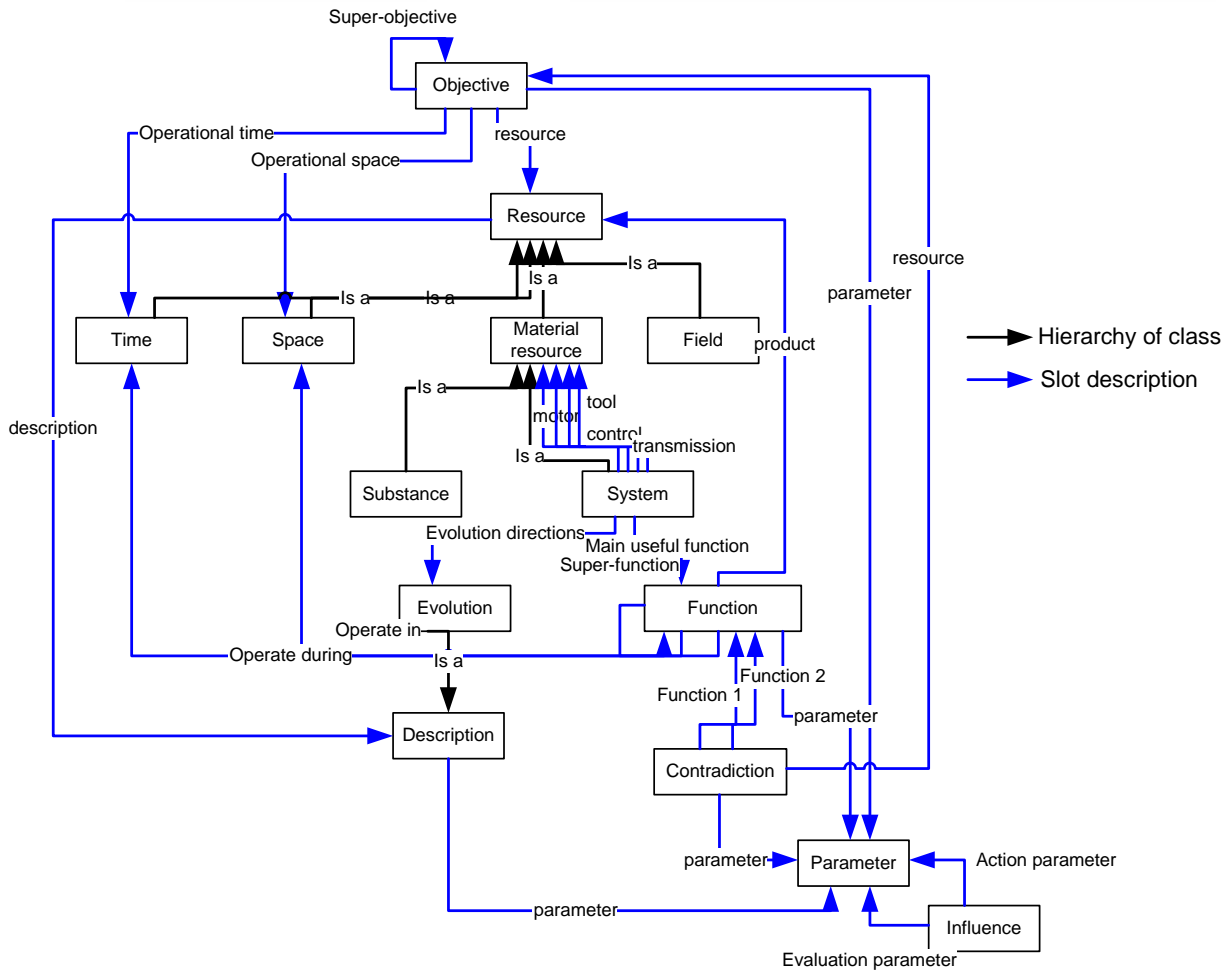 Super-objective
Objective
Operational time
resource
Operational space
Resource
resource
Is a
Is a
parameter
Is a
Is a
Time
Space
Material
resource
Field
product
Hierarchy of class
Slot description
Is a
tool
motor
description
control
transmission
Is a
Substance
System
Evolution directions
Main useful function
Super-function
Evolution
Function
Operate in
Operate during
Is a
Function 2
Function 1
parameter
Description
Contradiction
parameter
Parameter
Action parameter
parameter
Influence
Evaluation parameter